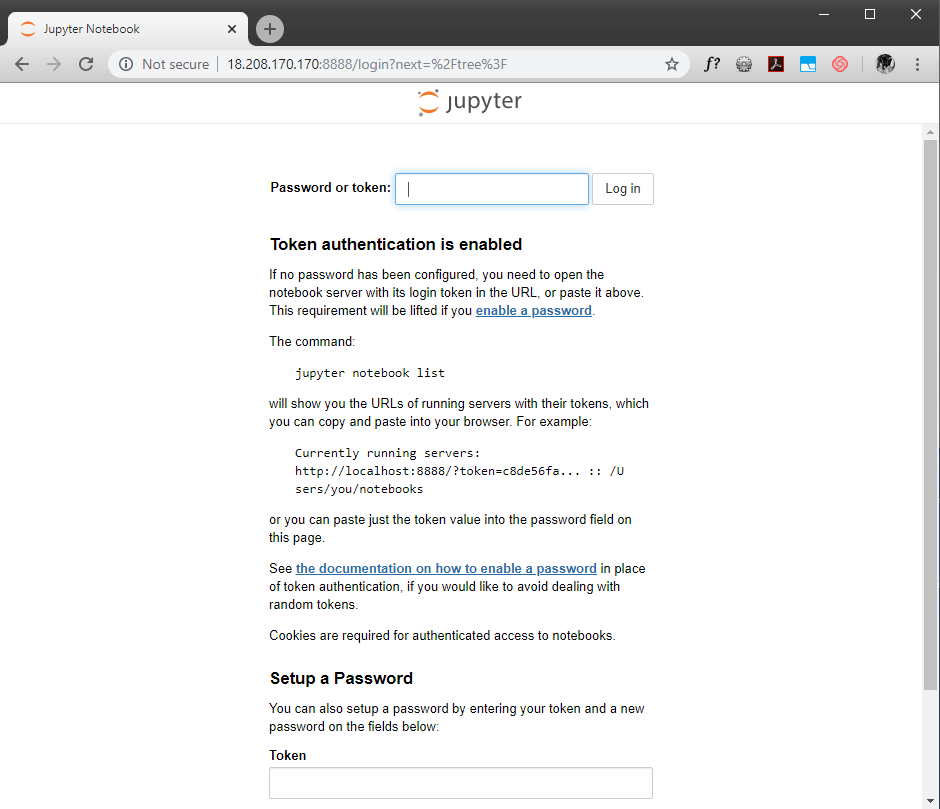 Jupyter Notebook
Not secure
18.208.170.170:8888/login?next=%2Ftree%3F
f?
jupyter
Password or token:
Log in
Token authentication is enabled
If no password has been configured, you need to open the
notebook server with its login token in the URL, or paste it above.
This requirement will be lifted if you enable a password.
The command:
jupyter notebook list
will show you the URLs of running servers with their tokens, which
you can copy and paste into your browser. For example:
Currently running servers:
http://localhost:8888/?token=c8de56fa... :: /U
sers/you/notebooks
or you can paste just the token value into the password field on
this page.
See the documentation on how to enable a password in place
of token authentication, if you would like to avoid dealing with
random tokens.
Cookies are required for authenticated access to notebooks.
Setup a Password
You can also setup a password by entering your token and a new
password on the fields below:
Token